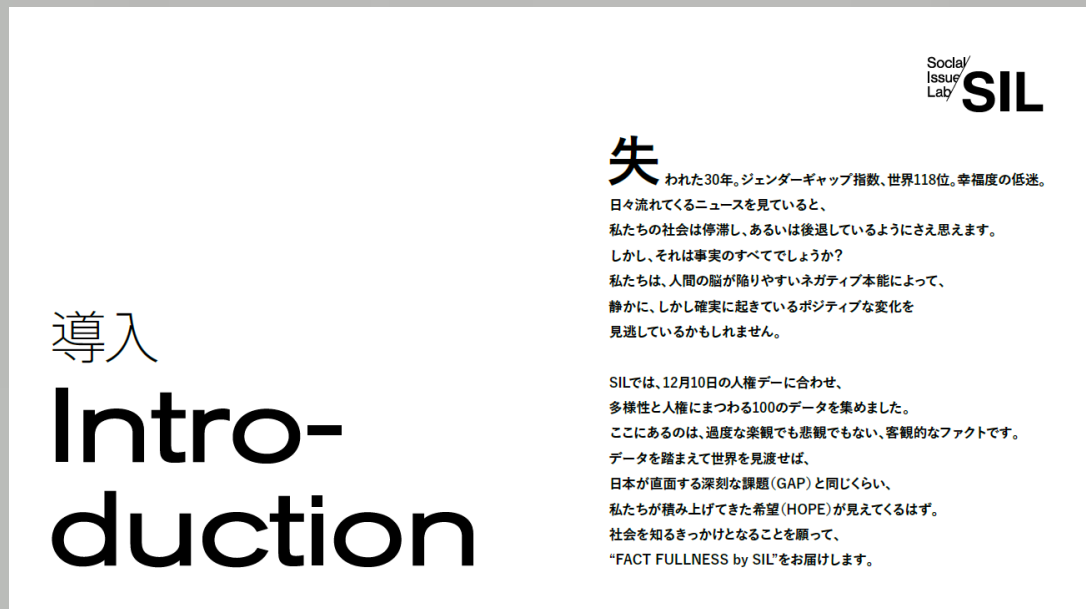 Social
Issue
Lab
SIL
導入
Intro-
duction
失われた30年。ジェンダーギャップ指数、世界118位。幸福度の低迷。
日々流れてくるニュースを見ていると、
私たちの社会は停滞し、あるいは後退しているようにさえ思えます。
しかし、それは事実のすべてでしょうか？
私たちは、人間の脳が陥りやすいネガティブ本能によって、
静かに、しかし確実に起きているポジティブな変化を
見逃しているかもしれません。
SILでは、12月10日の人権デーに合わせ、
多様性と人権にまつわる100のデータを集めました。
ここにあるのは、過度な楽観でも悲観でもない、客観的なファクトです。
データを踏まえて世界を見渡せば、
日本が直面する深刻な課題（GAP）と同じくらい、
私たちが積み上げてきた希望（HOPE）が見えてくるはず。
社会を知るきっかけとなることを願って、
“FACT FULLNESS by SIL”をお届けします。